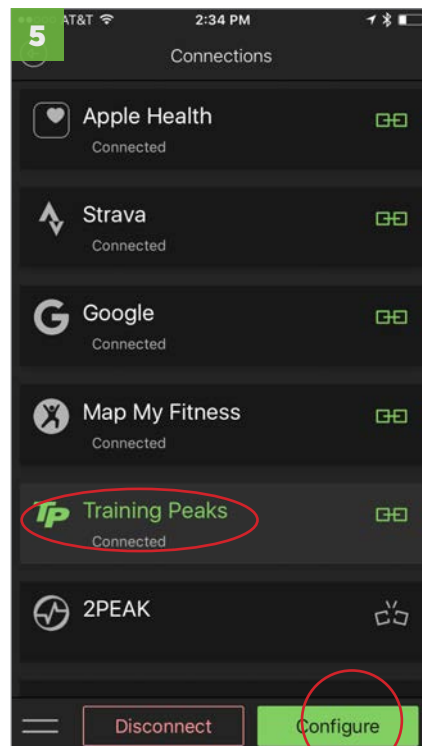 5
AT&T 2:34 PM
Connections
Apple Health
Connected
Strava
Connected
Google
Connected
Map My Fitness
Connected
TP Training Peaks
Connected
2PEAK
Disconnect Configure